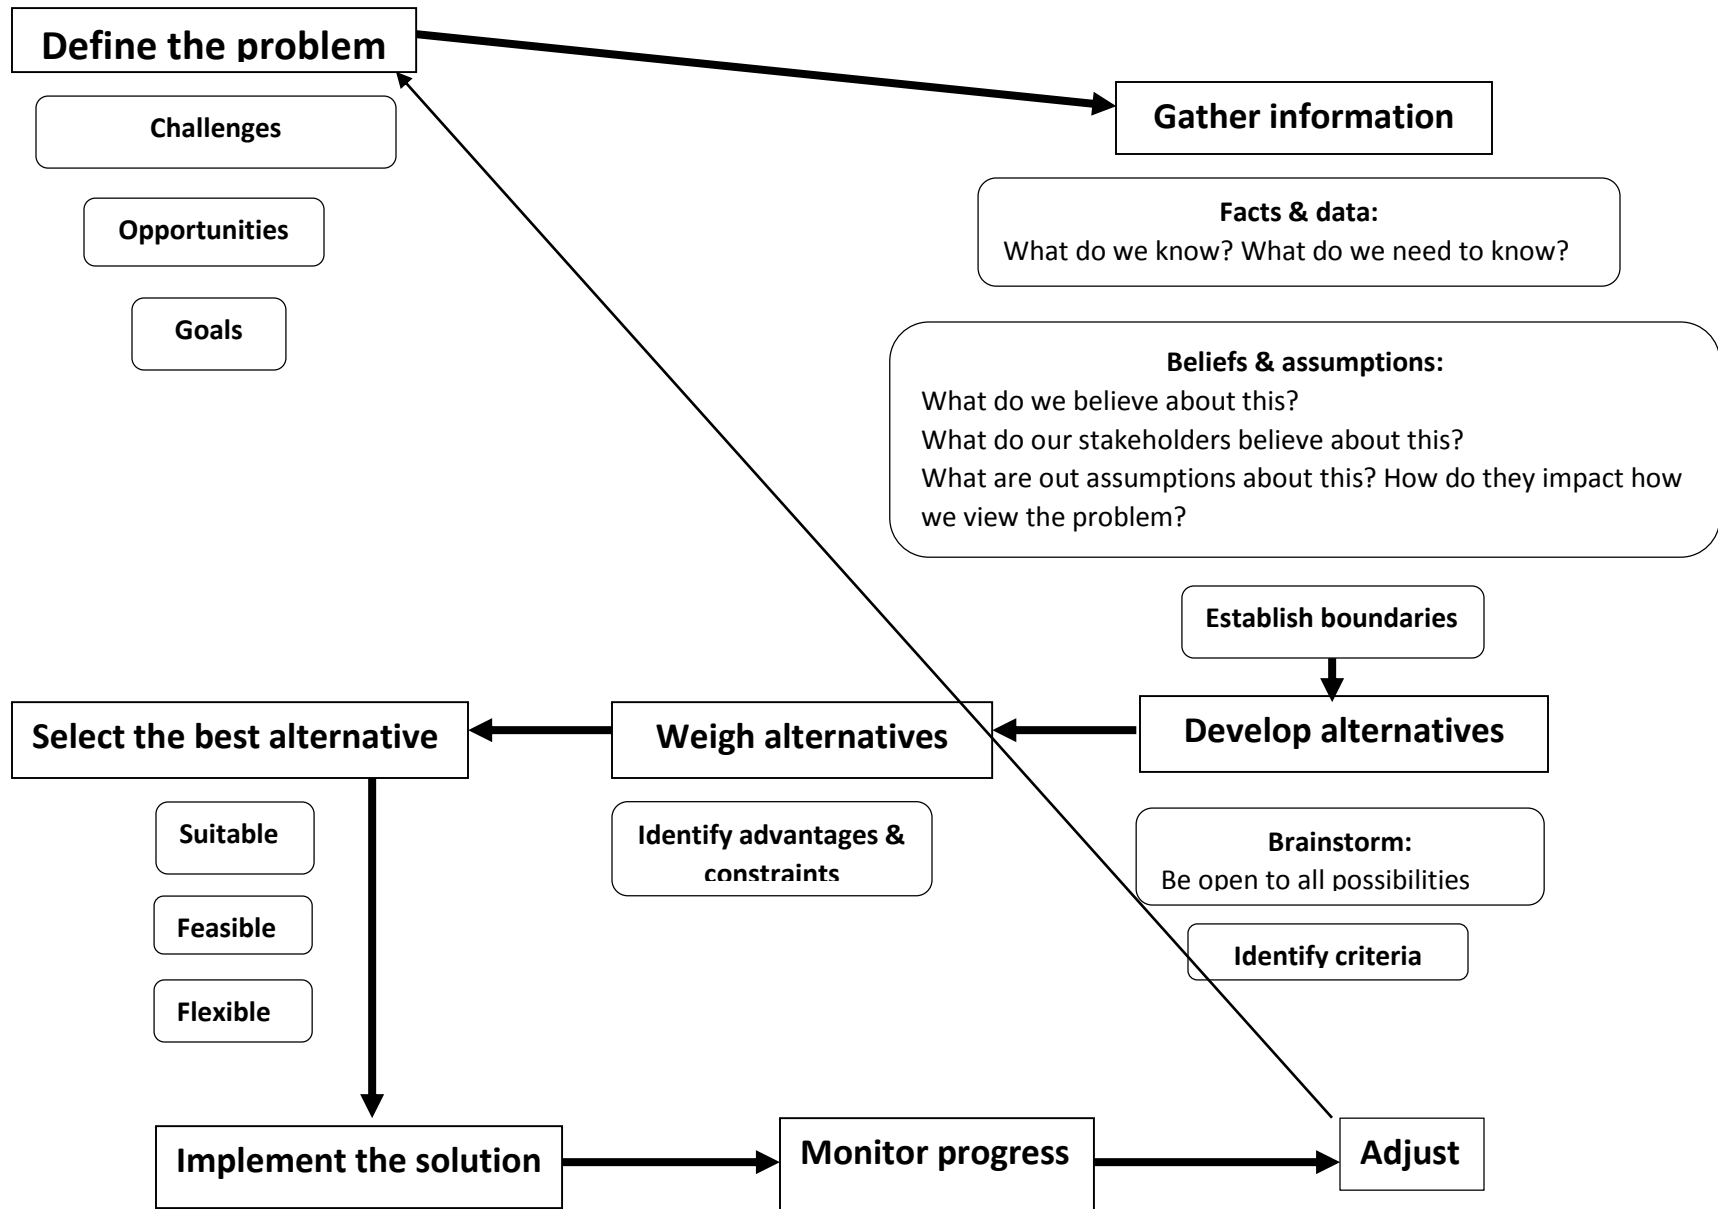 Define the problem
Challenges
Opportunities
Goals
Gather information
Facts & data:
What do we know? What do we need to know?
Beliefs & assumptions:
What do we believe about this?
What do our stakeholders believe about this?
What are out assumptions about this? How do they impact how
we view the problem?
Establish boundaries
Develop alternatives
Brainstorm:
Be open to all possibilities
Identify criteria
Weigh alternatives
Identify advantages &
constraints
Select the best alternative
Suitable
Feasible
Flexible
Implement the solution
Monitor progress
Adjust